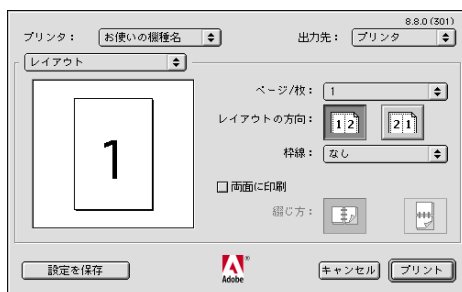 8.8.0 (301)
プリンタ： お使いの機種名 出力先： プリンタ
レイアウト
ページ/枚： 1
レイアウトの方向： 1 2 2 1
1
枠線： なし
両面に印刷
綴じ方：
設定を保存 Adobe キャンセル プリント